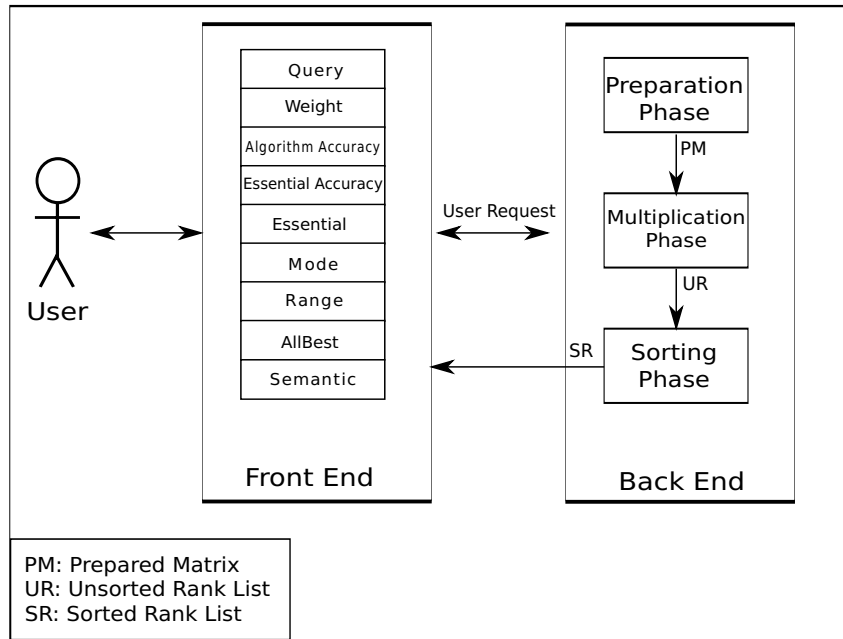 User
Query
Weight
Algorithm Accuracy
Essential Accuracy
Essential
Mode
Range
AllBest
Semantic
Front End
User Request
SR
Preparation
Phase
PM
Multiplication
Phase
UR
Sorting
Phase
Back End
PM: Prepared Matrix
UR: Unsorted Rank List
SR: Sorted Rank List